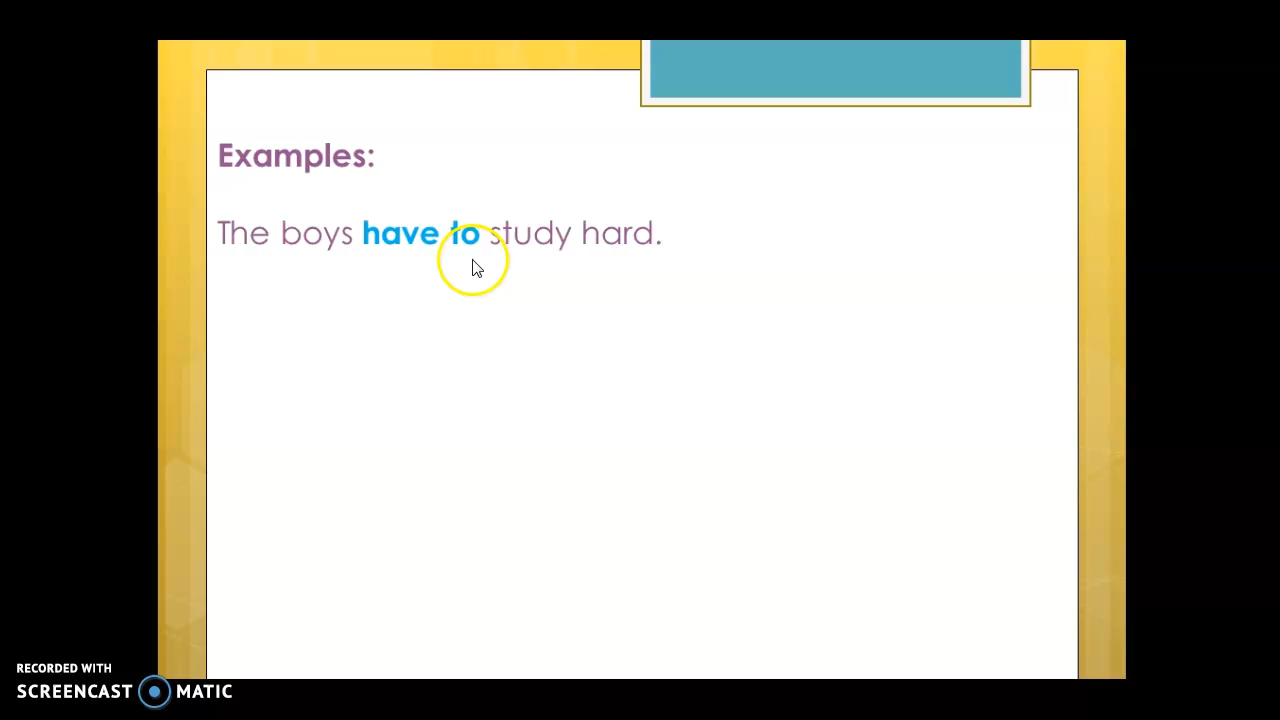 Examples:
The boys have to study hard.
RECORDED WITH
SCREENCAST MATIC